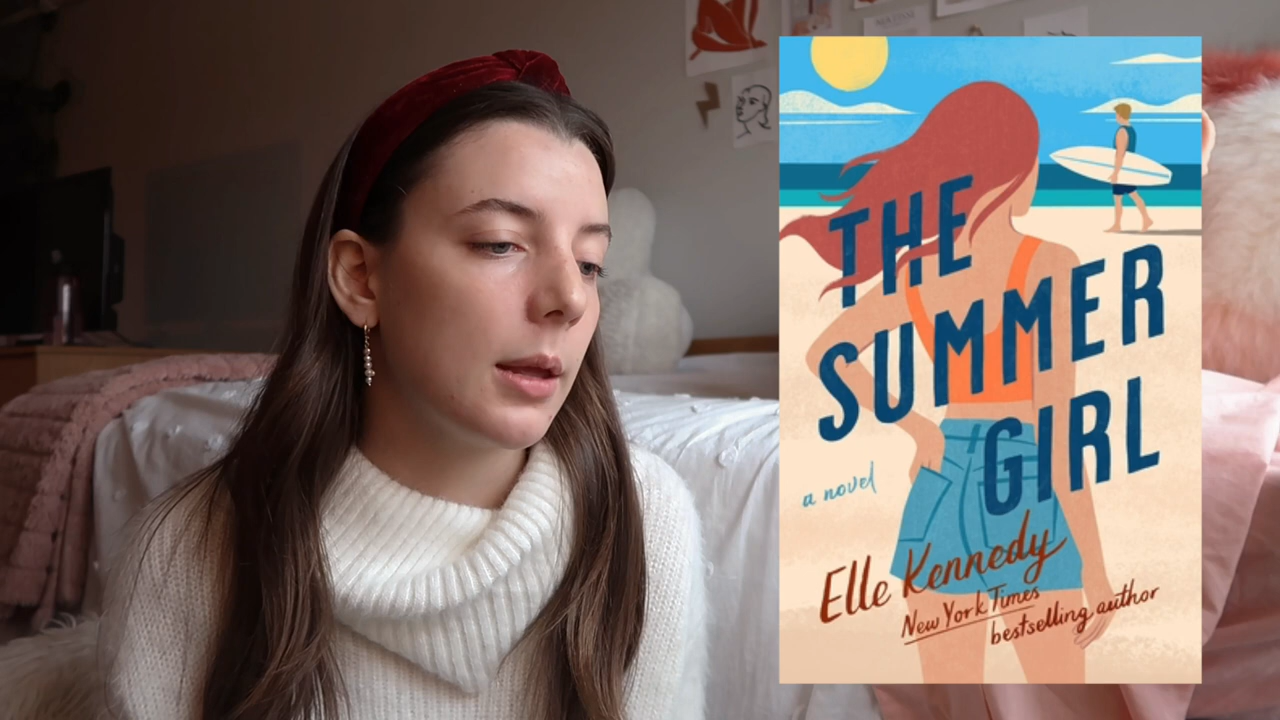 THE
SUMMER
GIRL
a novel
Elle Kennedy
New York Times
bestselling author